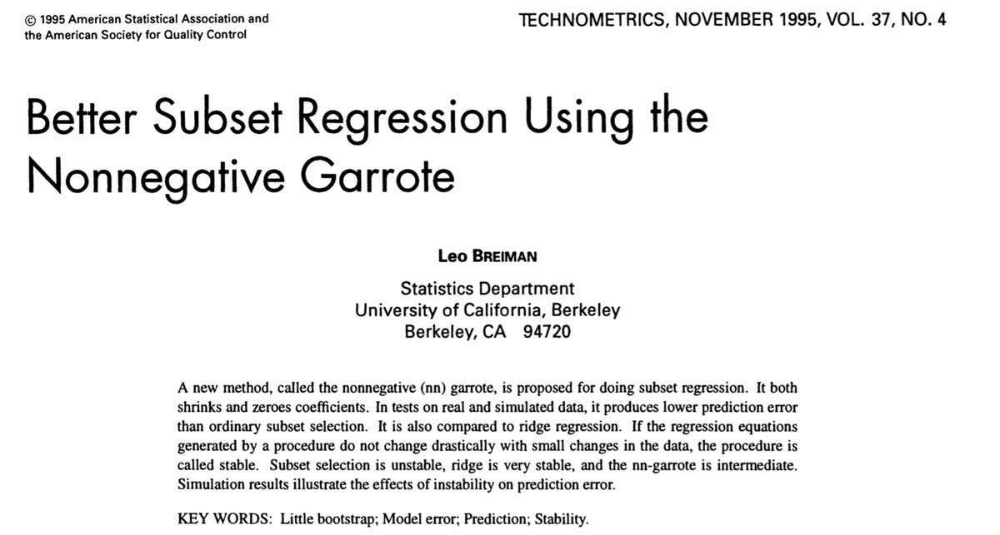 © 1995 American Statistical Association and
the American Society for Quality Control
TECHNOMETRICS, NOVEMBER 1995, VOL. 37, NO. 4
Better Subset Regression Using the
Nonnegative Garrote
Leo BREIMAN
Statistics Department
University of California, Berkeley
Berkeley, CA 94720
A new method, called the nonnegative (nn) garrote, is proposed for doing subset regression. It both
shrinks and zeroes coefficients. In tests on real and simulated data, it produces lower prediction error
than ordinary subset selection. It is also compared to ridge regression. If the regression equations
generated by a procedure do not change drastically with small changes in the data, the procedure is
called stable. Subset selection is unstable, ridge is very stable, and the nn-garrote is intermediate.
Simulation results illustrate the effects of instability on prediction error.
KEY WORDS: Little bootstrap; Model error; Prediction; Stability.